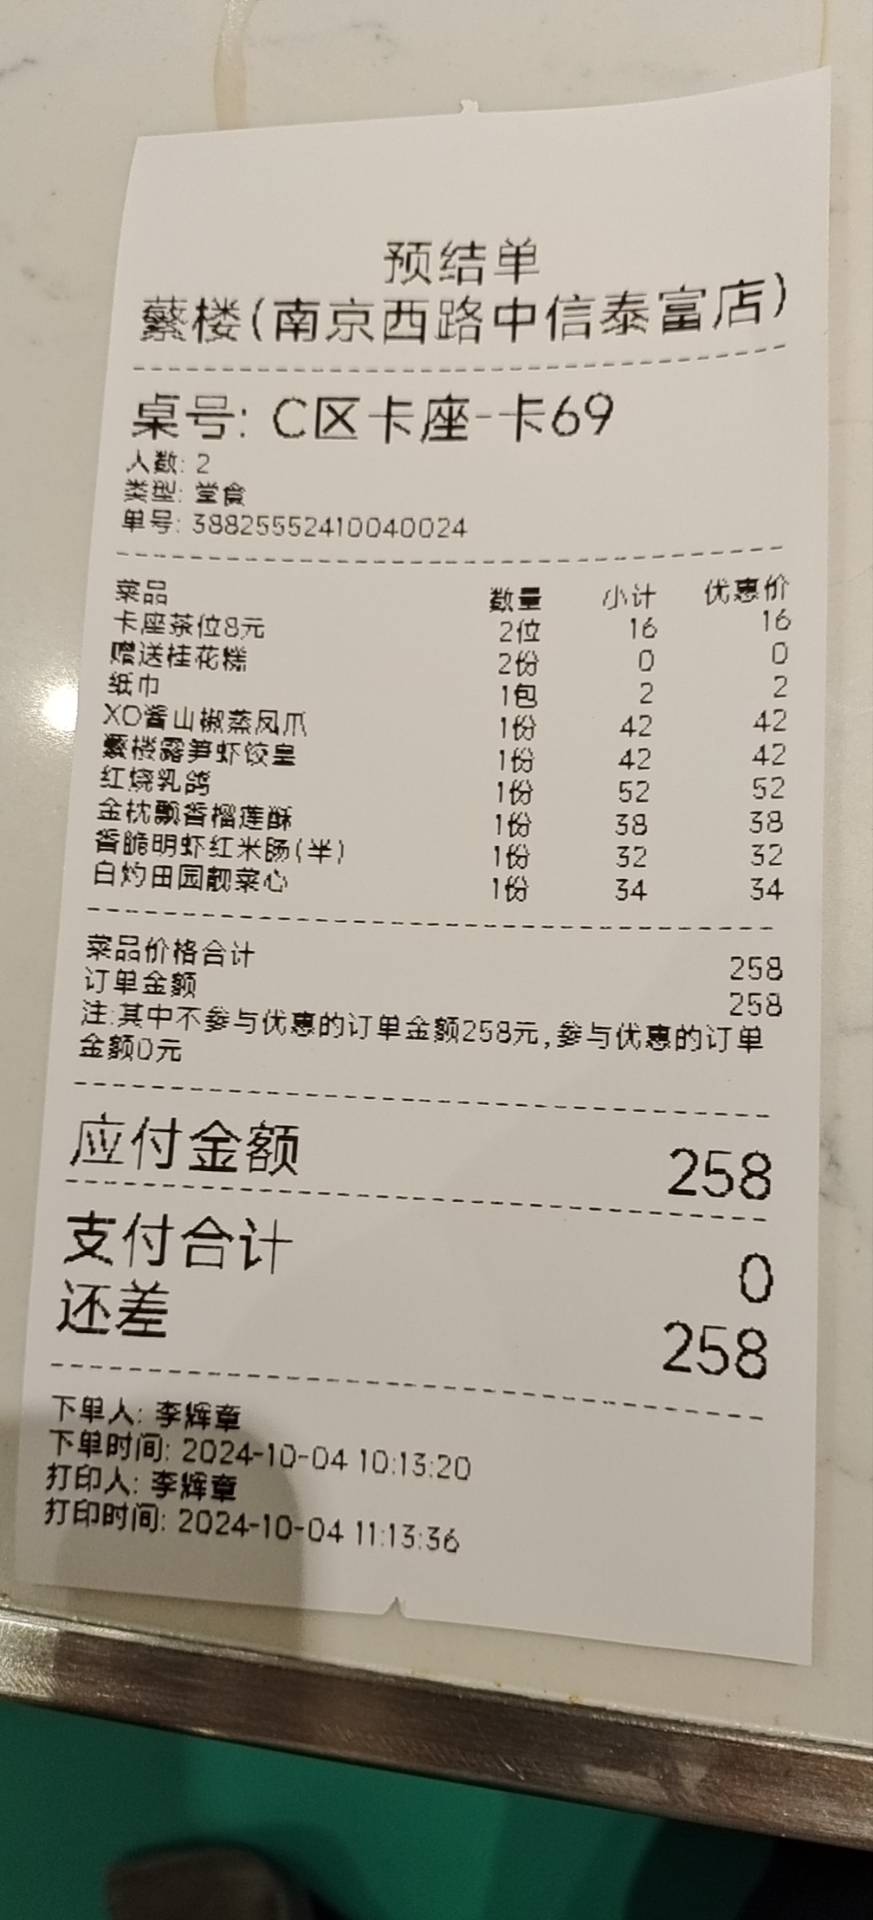 预结单
蘩楼(南京西路中信泰富店)
桌号: C区卡座-卡69
人数: 2
类型: 堂食
单号: 38825552410040024
菜品 数量 小计 优惠价
卡座茶位8元 2位 16 16
赠送桂花糕 2份 0 0
纸巾 1包 2 2
XO酱山椒蒸凤爪 1份 42 42
蘩楼露笋虾饺皇 1份 42 42
红烧乳鸽 1份 52 52
金枕飘香榴莲酥 1份 38 38
香脆明虾红米肠(半) 1份 32 32
白灼田园靓菜心 1份 34 34
菜品价格合计 258
订单金额 258
注:其中不参与优惠的订单金额258元,参与优惠的订单
金额0元
应付金额 258
支付合计 0
还差 258
下单人: 李辉章
下单时间: 2024-10-04 10:13:20
打印人: 李辉章
打印时间: 2024-10-04 11:13:36